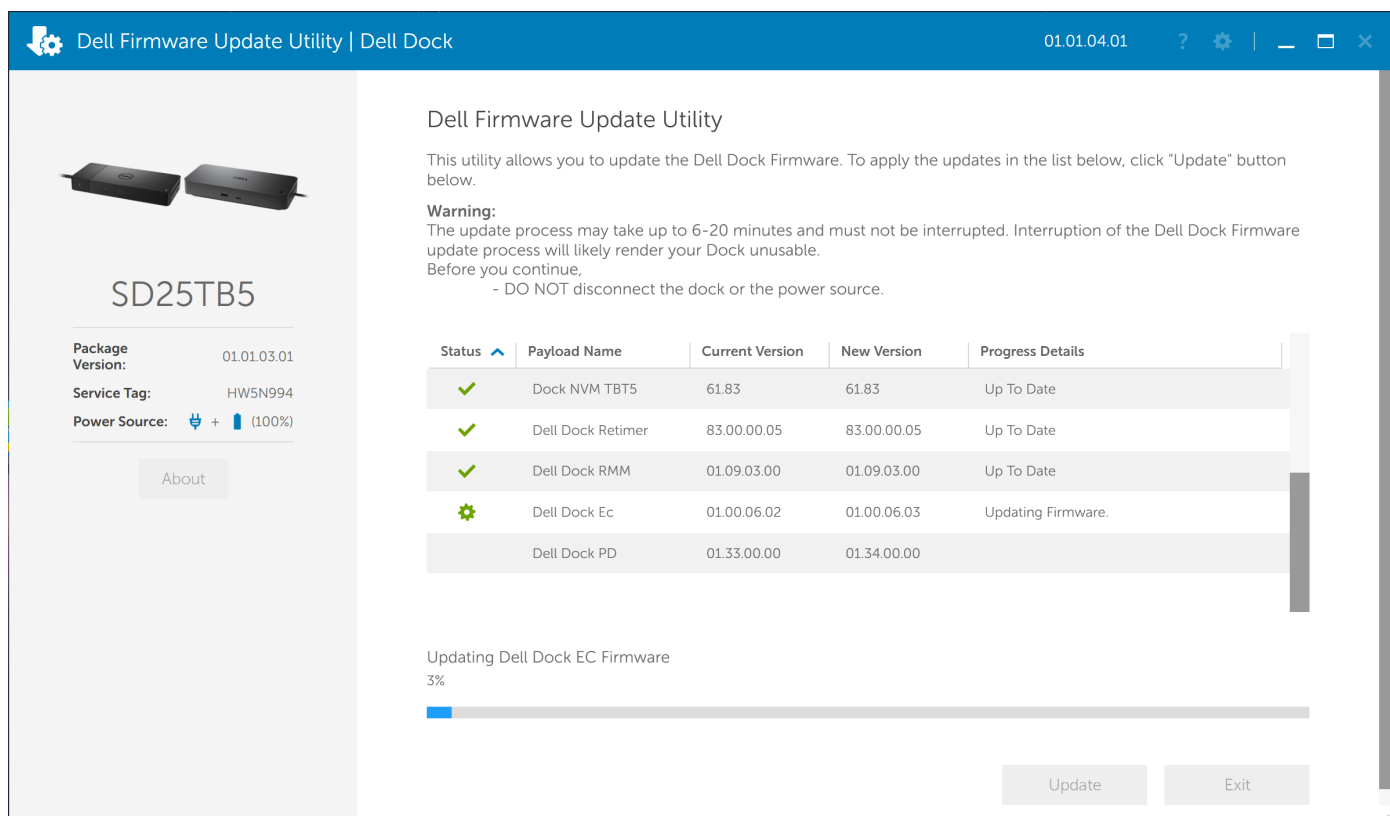 Dell Firmware Update Utility | Dell Dock
01.01.04.01
?
SD25TB5
Package Version: 01.01.03.01
Service Tag: HW5N994
Power Source: + (100%)
About
Dell Firmware Update Utility
This utility allows you to update the Dell Dock Firmware. To apply the updates in the list below, click "Update" button
below.
Warning:
The update process may take up to 6-20 minutes and must not be interrupted. Interruption of the Dell Dock Firmware
update process will likely render your Dock unusable.
Before you continue,
- DO NOT disconnect the dock or the power source.
Status Payload Name Current Version New Version Progress Details
Dock NVM TBT5 61.83 61.83 Up To Date
Dell Dock Retimer 83.00.00.05 83.00.00.05 Up To Date
Dell Dock RMM 01.09.03.00 01.09.03.00 Up To Date
Dell Dock Ec 01.00.06.02 01.00.06.03 Updating Firmware.
Dell Dock PD 01.33.00.00 01.34.00.00
Updating Dell Dock EC Firmware
3%
Update
Exit